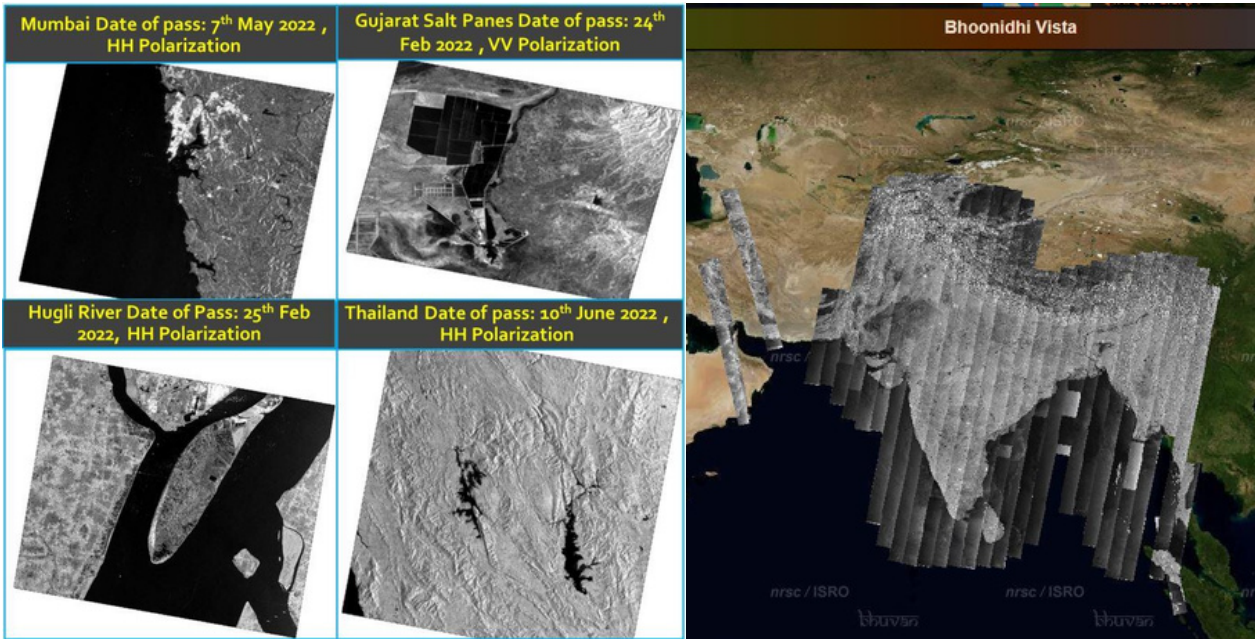 Mumbai Date of pass: 7th May 2022 ,
HH Polarization
Gujarat Salt Panes Date of pass: 24th
Feb 2022 , VV Polarization
Hugli River Date of Pass: 25th Feb
2022, HH Polarization
Thailand Date of pass: 10th June 2022 ,
HH Polarization
Bhoonidhi Vista
nrsc / ISRO
nrsc / ISRO
bhuvan
bhuvan
nrsc /
ISRO
nrsc / ISRO
nrsc / ISRO
bhuvan
bhuvan